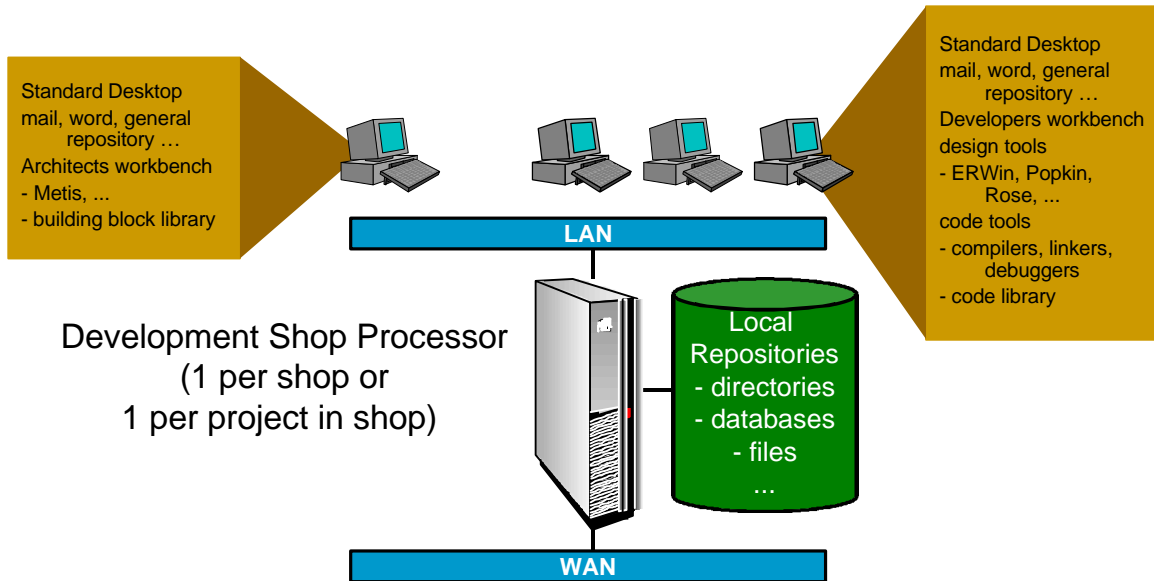 Standard Desktop
mail, word, general
repository …
Architects workbench
- Metis, ...
- building block library
Standard Desktop
mail, word, general
repository …
Developers workbench
design tools
- ERWin, Popkin,
Rose, ...
code tools
- compilers, linkers,
debuggers
- code library
LAN
Development Shop Processor
(1 per shop or
1 per project in shop)
Local
Repositories
- directories
- databases
- files
...
WAN